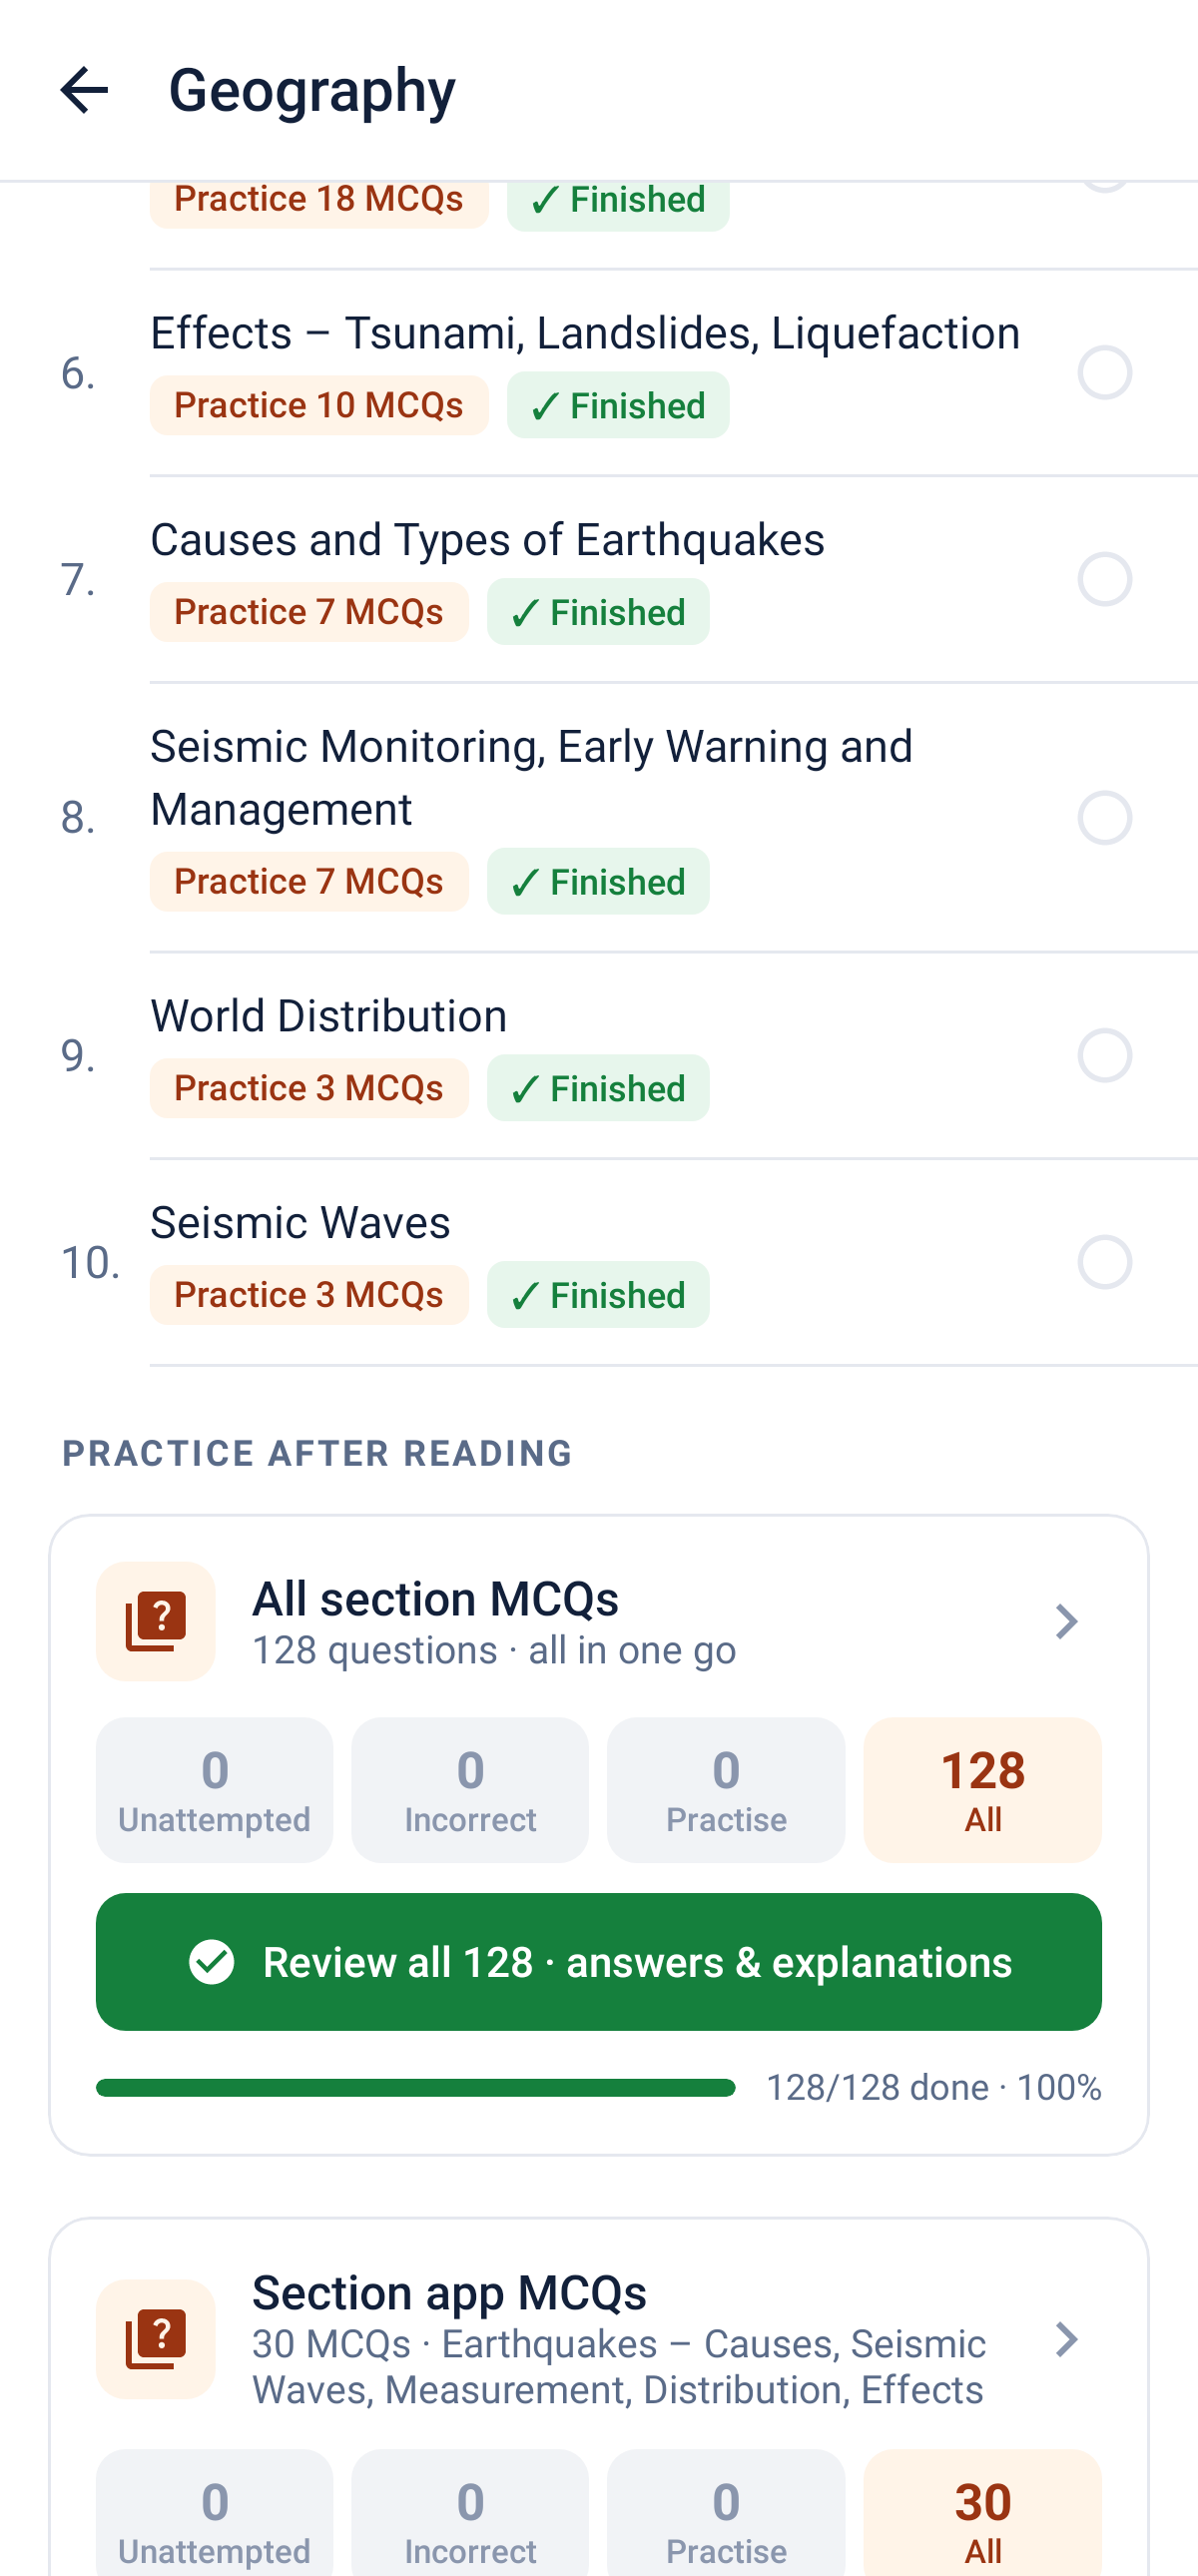 Geography
Practice 18 MCQs ✓ Finished
6.
Effects – Tsunami, Landslides, Liquefaction
Practice 10 MCQs ✓ Finished
7.
Causes and Types of Earthquakes
Practice 7 MCQs ✓ Finished
8.
Seismic Monitoring, Early Warning and
Management
Practice 7 MCQs ✓ Finished
9.
World Distribution
Practice 3 MCQs ✓ Finished
10.
Seismic Waves
Practice 3 MCQs ✓ Finished
PRACTICE AFTER READING
All section MCQs
128 questions · all in one go
0 0 0 128
Unattempted Incorrect Practise All
Review all 128 · answers & explanations
128/128 done · 100%
Section app MCQs
30 MCQs · Earthquakes – Causes, Seismic
Waves, Measurement, Distribution, Effects
0 0 0 30
Unattempted Incorrect Practise All